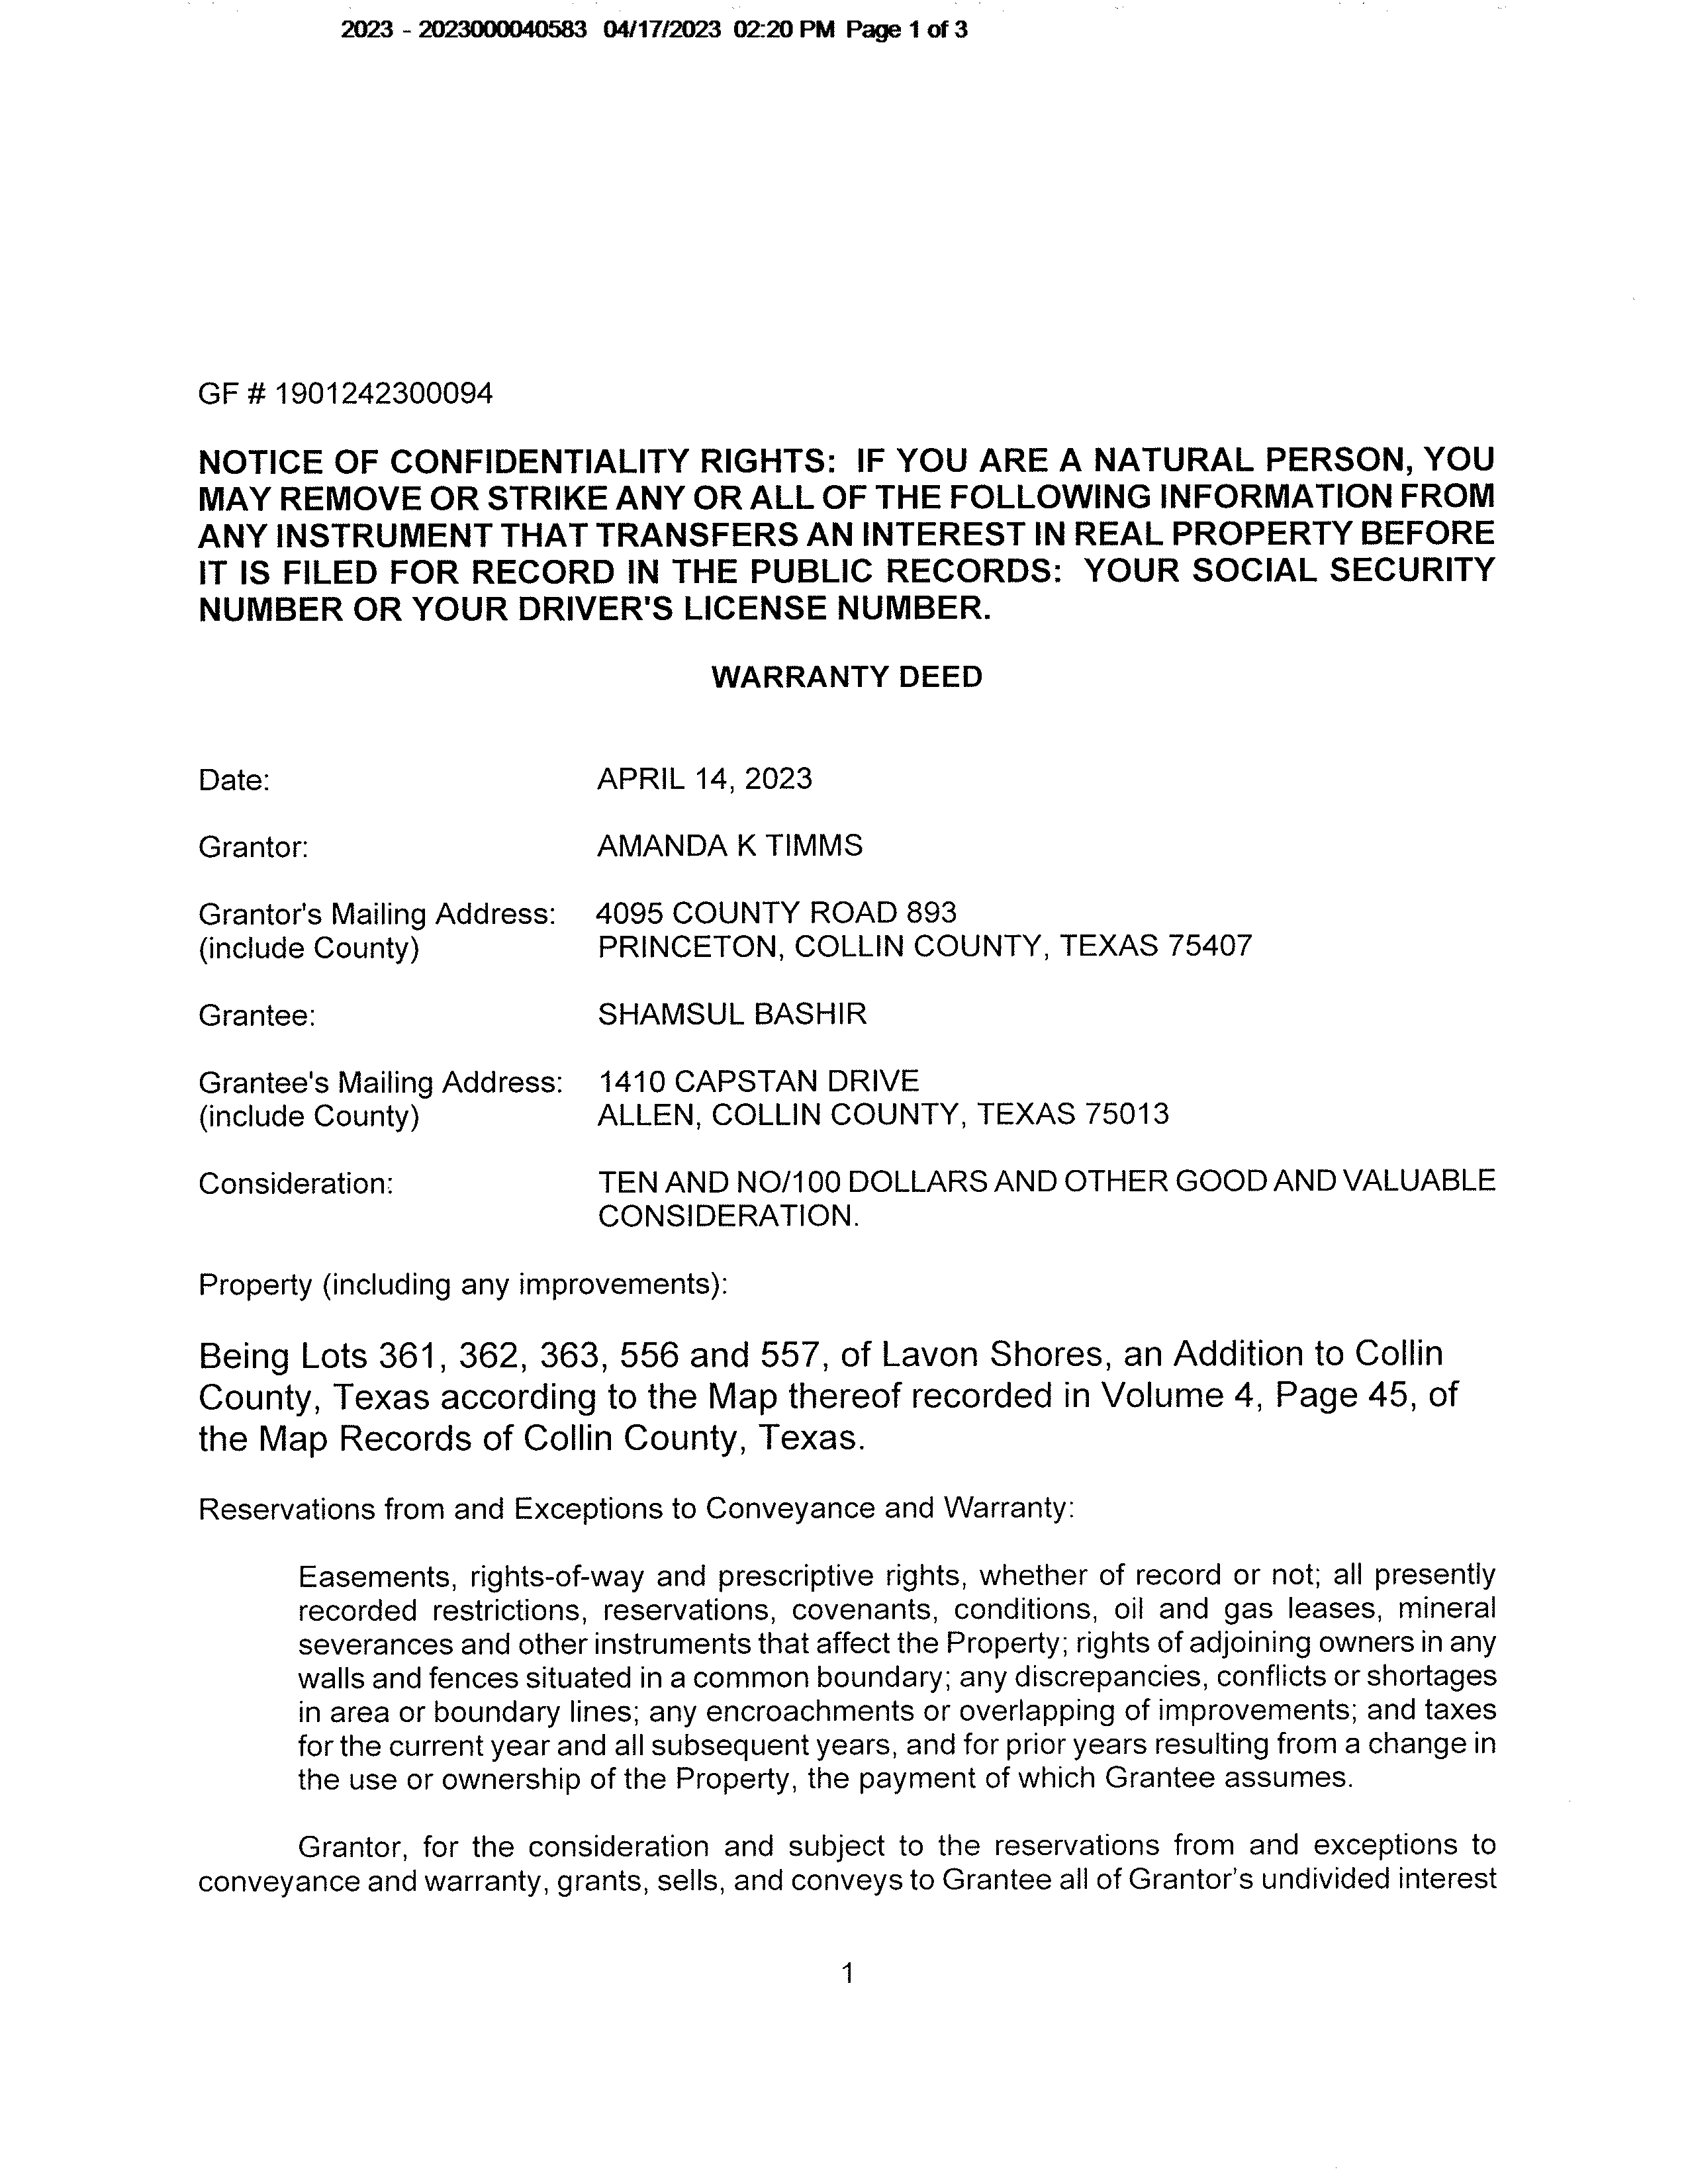 2023 - 2023000040583 04/17/2023 02:20 PM Page 1 of 3
GF # 1901242300094
NOTICE OF CONFIDENTIALITY RIGHTS: IF YOU ARE A NATURAL PERSON, YOU
MAY REMOVE OR STRIKE ANY OR ALL OF THE FOLLOWING INFORMATION FROM
ANY INSTRUMENT THAT TRANSFERS AN INTEREST IN REAL PROPERTY BEFORE
IT IS FILED FOR RECORD IN THE PUBLIC RECORDS: YOUR SOCIAL SECURITY
NUMBER OR YOUR DRIVER'S LICENSE NUMBER.
WARRANTY DEED
Date: APRIL 14, 2023
Grantor: AMANDA K TIMMS
Grantor's Mailing Address: 4095 COUNTY ROAD 893
(include County) PRINCETON, COLLIN COUNTY, TEXAS 75407
Grantee: SHAMSUL BASHIR
Grantee's Mailing Address: 1410 CAPSTAN DRIVE
(include County) ALLEN, COLLIN COUNTY, TEXAS 75013
Consideration: TEN AND NO/100 DOLLARS AND OTHER GOOD AND VALUABLE
CONSIDERATION.
Property (including any improvements):
Being Lots 361, 362, 363, 556 and 557, of Lavon Shores, an Addition to Collin
County, Texas according to the Map thereof recorded in Volume 4, Page 45, of
the Map Records of Collin County, Texas.
Reservations from and Exceptions to Conveyance and Warranty:
Easements, rights-of-way and prescriptive rights, whether of record or not; all presently
recorded restrictions, reservations, covenants, conditions, oil and gas leases, mineral
severances and other instruments that affect the Property; rights of adjoining owners in any
walls and fences situated in a common boundary; any discrepancies, conflicts or shortages
in area or boundary lines; any encroachments or overlapping of improvements; and taxes
for the current year and all subsequent years, and for prior years resulting from a change in
the use or ownership of the Property, the payment of which Grantee assumes.
Grantor, for the consideration and subject to the reservations from and exceptions to
conveyance and warranty, grants, sells, and conveys to Grantee all of Grantor's undivided interest
1